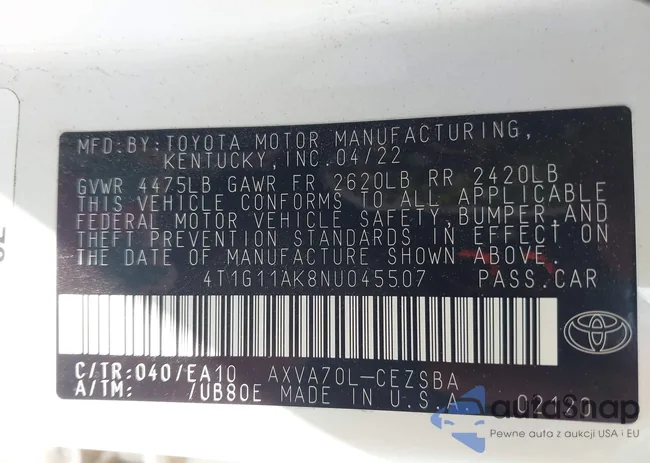 MFD.BY:TOYOTA MOTOR MANUFACTURING,
KENTUCKY, INC. 04/22
GVWR 4475LB GAWR FR 2620LB RR 2420LB
THIS VEHICLE CONFORMS TO ALL APPLICABLE
FEDERAL MOTOR VEHICLE SAFETY, BUMPER, AND
THEFT PREVENTION STANDARDS IN EFFECT ON
THE DATE OF MANUFACTURE SHOWN ABOVE.
4T1G11AK8NU045507 PASS.CAR
C/TR:040/EA10 AXVA70L-CEZSBA
A/TM: /UB80E MADE IN U.S.A. 02120
autoSnap
Pewne auta z aukcji USA i EU